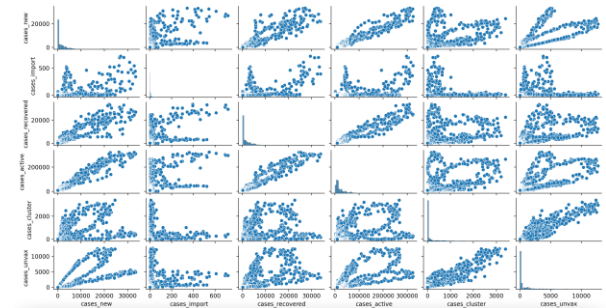 cases_new
20000
0
cases_import
500
0
cases_recovered
20000
0
cases_active
200000
0
cases_cluster
2000
0
cases_unvax
10000
5000
0
0 10000 20000 30000
cases_new
0 200 400 600
cases_import
0 10000 20000 30000
cases_recovered
0 100000 200000 300000
cases_active
0 1000 2000 3000
cases_cluster
0 5000 10000
cases_unvax